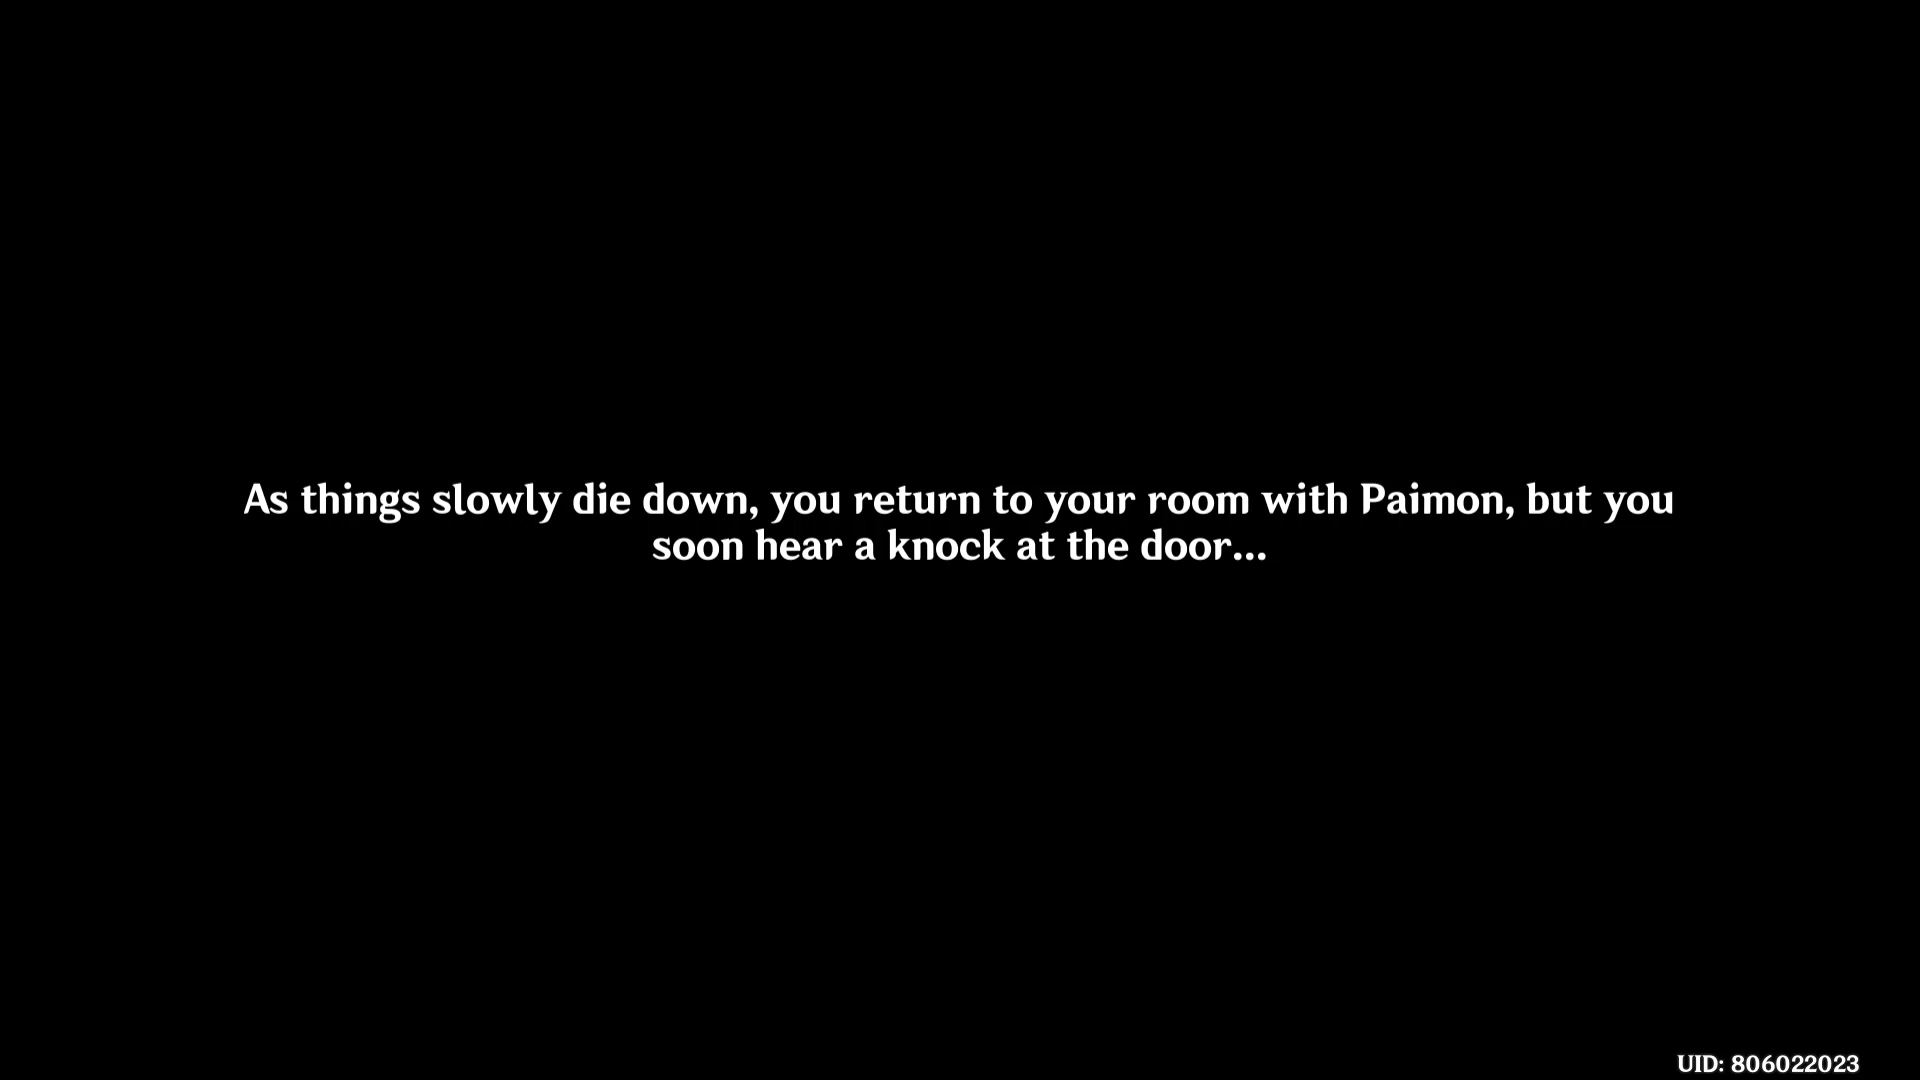 As things slowly die down, you return to your room with Paimon, but you
soon hear a knock at the door...
UID: 806022023